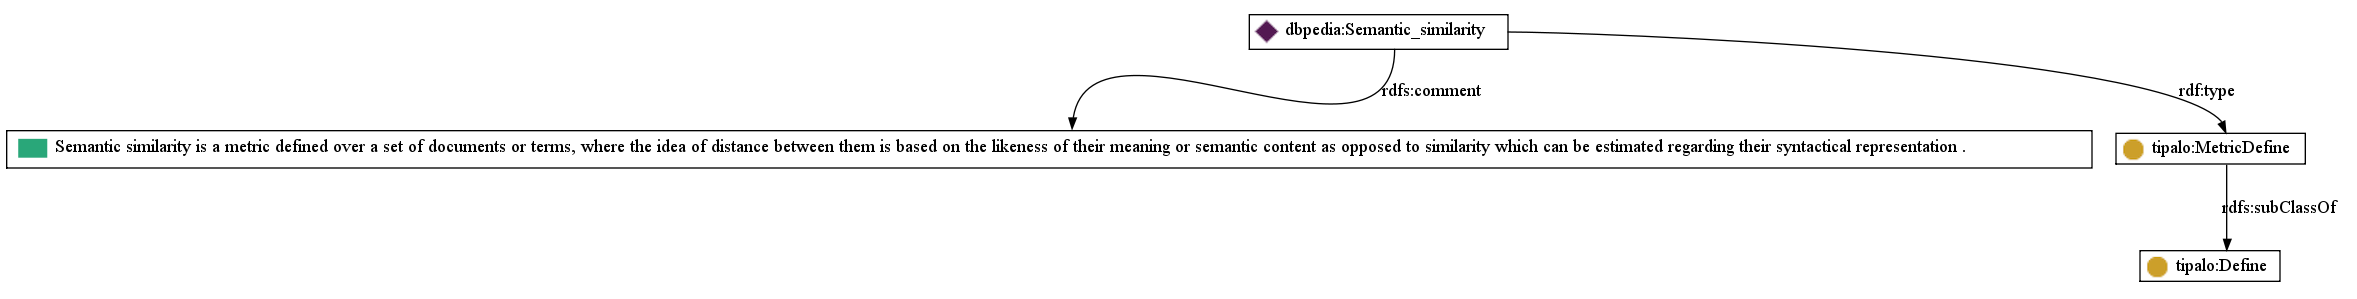 dbpedia:Semantic_similarity
rdfs:comment
rdf:type
Semantic similarity is a metric defined over a set of documents or terms, where the idea of distance between them is based on the likeness of their meaning or semantic content as opposed to similarity which can be estimated regarding their syntactical representation .
tipalo:MetricDefine
rdfs:subClassOf
tipalo:Define